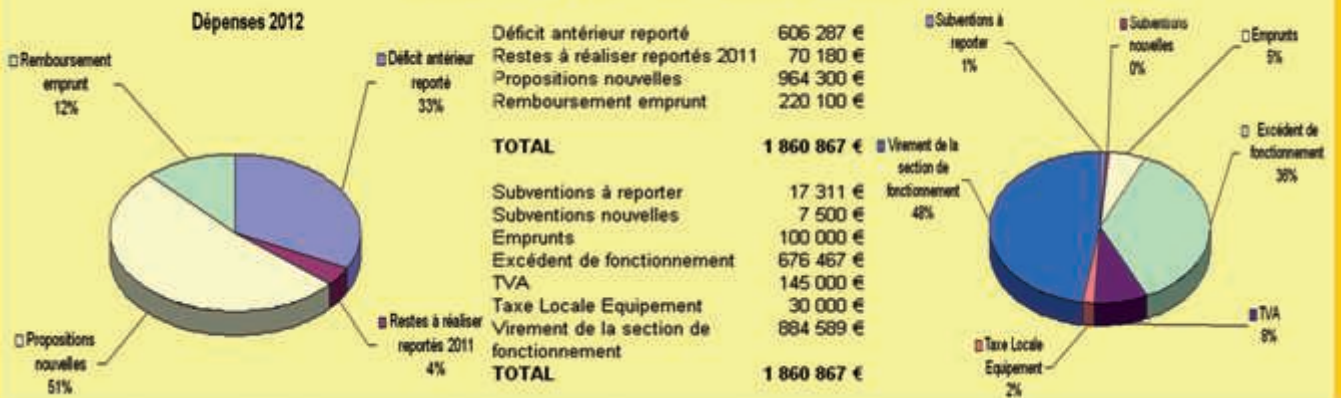 Dépenses 2012
Remboursement
emprunt
12%
Déficit antérieur
reporté
33%
Propositions
nouvelles
51%
Restes à réaliser
reportés 2011
4%
Déficit antérieur reporté 606 287 €
Restes à réaliser reportés 2011 70 180 €
Propositions nouvelles 964 300 €
Remboursement emprunt 220 100 €
TOTAL 1 860 867 €
Subventions à reporter 17 311 €
Subventions nouvelles 7 500 €
Emprunts 100 000 €
Excédent de fonctionnement 676 467 €
TVA 145 000 €
Taxe Locale Equipement 30 000 €
Virement de la section de 884 589 €
fonctionnement
TOTAL 1 860 867 €
Subventions à
reporter
1%
Subventions
nouvelles
0%
Emprunts
5%
Excédent de
fonctionnement
36%
Virement de la
section de
fonctionnement
48%
TVA
8%
Taxe Locale
Equipement
2%